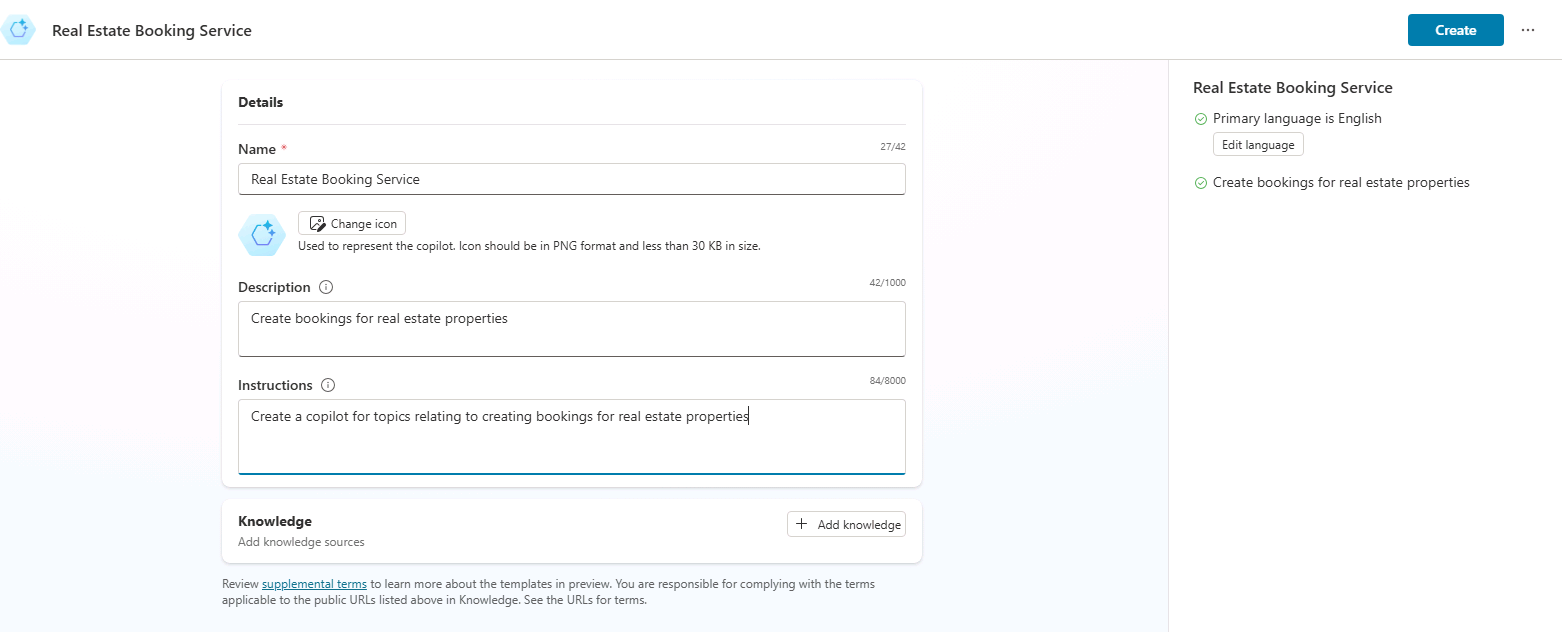 Real Estate Booking Service
Create
Details
Name *
27/42
Real Estate Booking Service
Change icon
Used to represent the copilot. Icon should be in PNG format and less than 30 KB in size.
Description
42/1000
Create bookings for real estate properties
Instructions
84/8000
Create a copilot for topics relating to creating bookings for real estate properties
Knowledge
Add knowledge sources
Add knowledge
Review supplemental terms to learn more about the templates in preview. You are responsible for complying with the terms
applicable to the public URLs listed above in Knowledge. See the URLs for terms.
Real Estate Booking Service
Primary language is English
Edit language
Create bookings for real estate properties